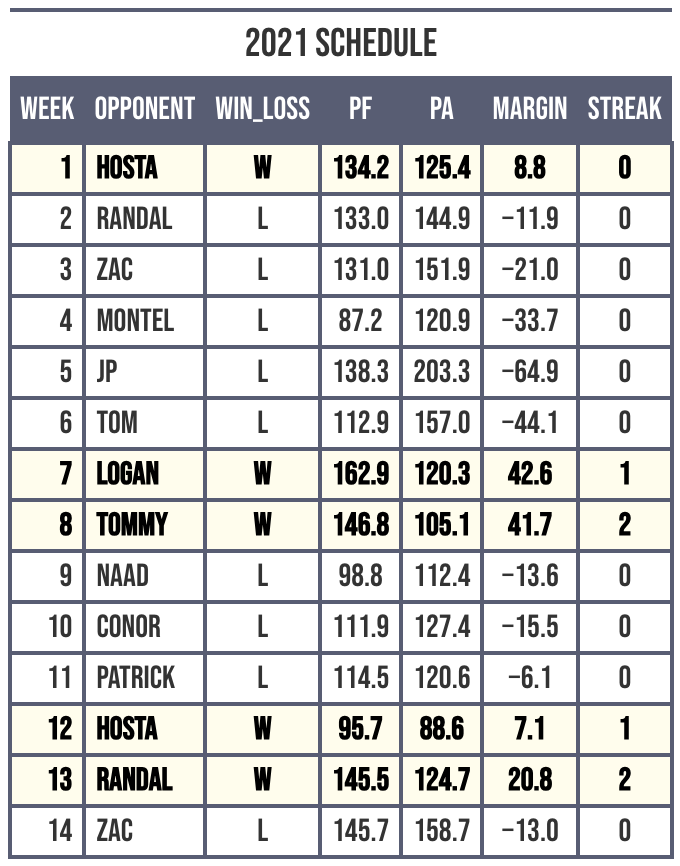 2021 SCHEDULE
WEEK OPPONENT WIN_LOSS PF PA MARGIN STREAK
1 HOSTA W 134.2 125.4 8.8 0
2 RANDAL L 133.0 144.9 −11.9 0
3 ZAC L 131.0 151.9 −21.0 0
4 MONTEL L 87.2 120.9 −33.7 0
5 JP L 138.3 203.3 −64.9 0
6 TOM L 112.9 157.0 −44.1 0
7 LOGAN W 162.9 120.3 42.6 1
8 TOMMY W 146.8 105.1 41.7 2
9 NAAD L 98.8 112.4 −13.6 0
10 CONOR L 111.9 127.4 −15.5 0
11 PATRICK L 114.5 120.6 −6.1 0
12 HOSTA W 95.7 88.6 7.1 1
13 RANDAL W 145.5 124.7 20.8 2
14 ZAC L 145.7 158.7 −13.0 0